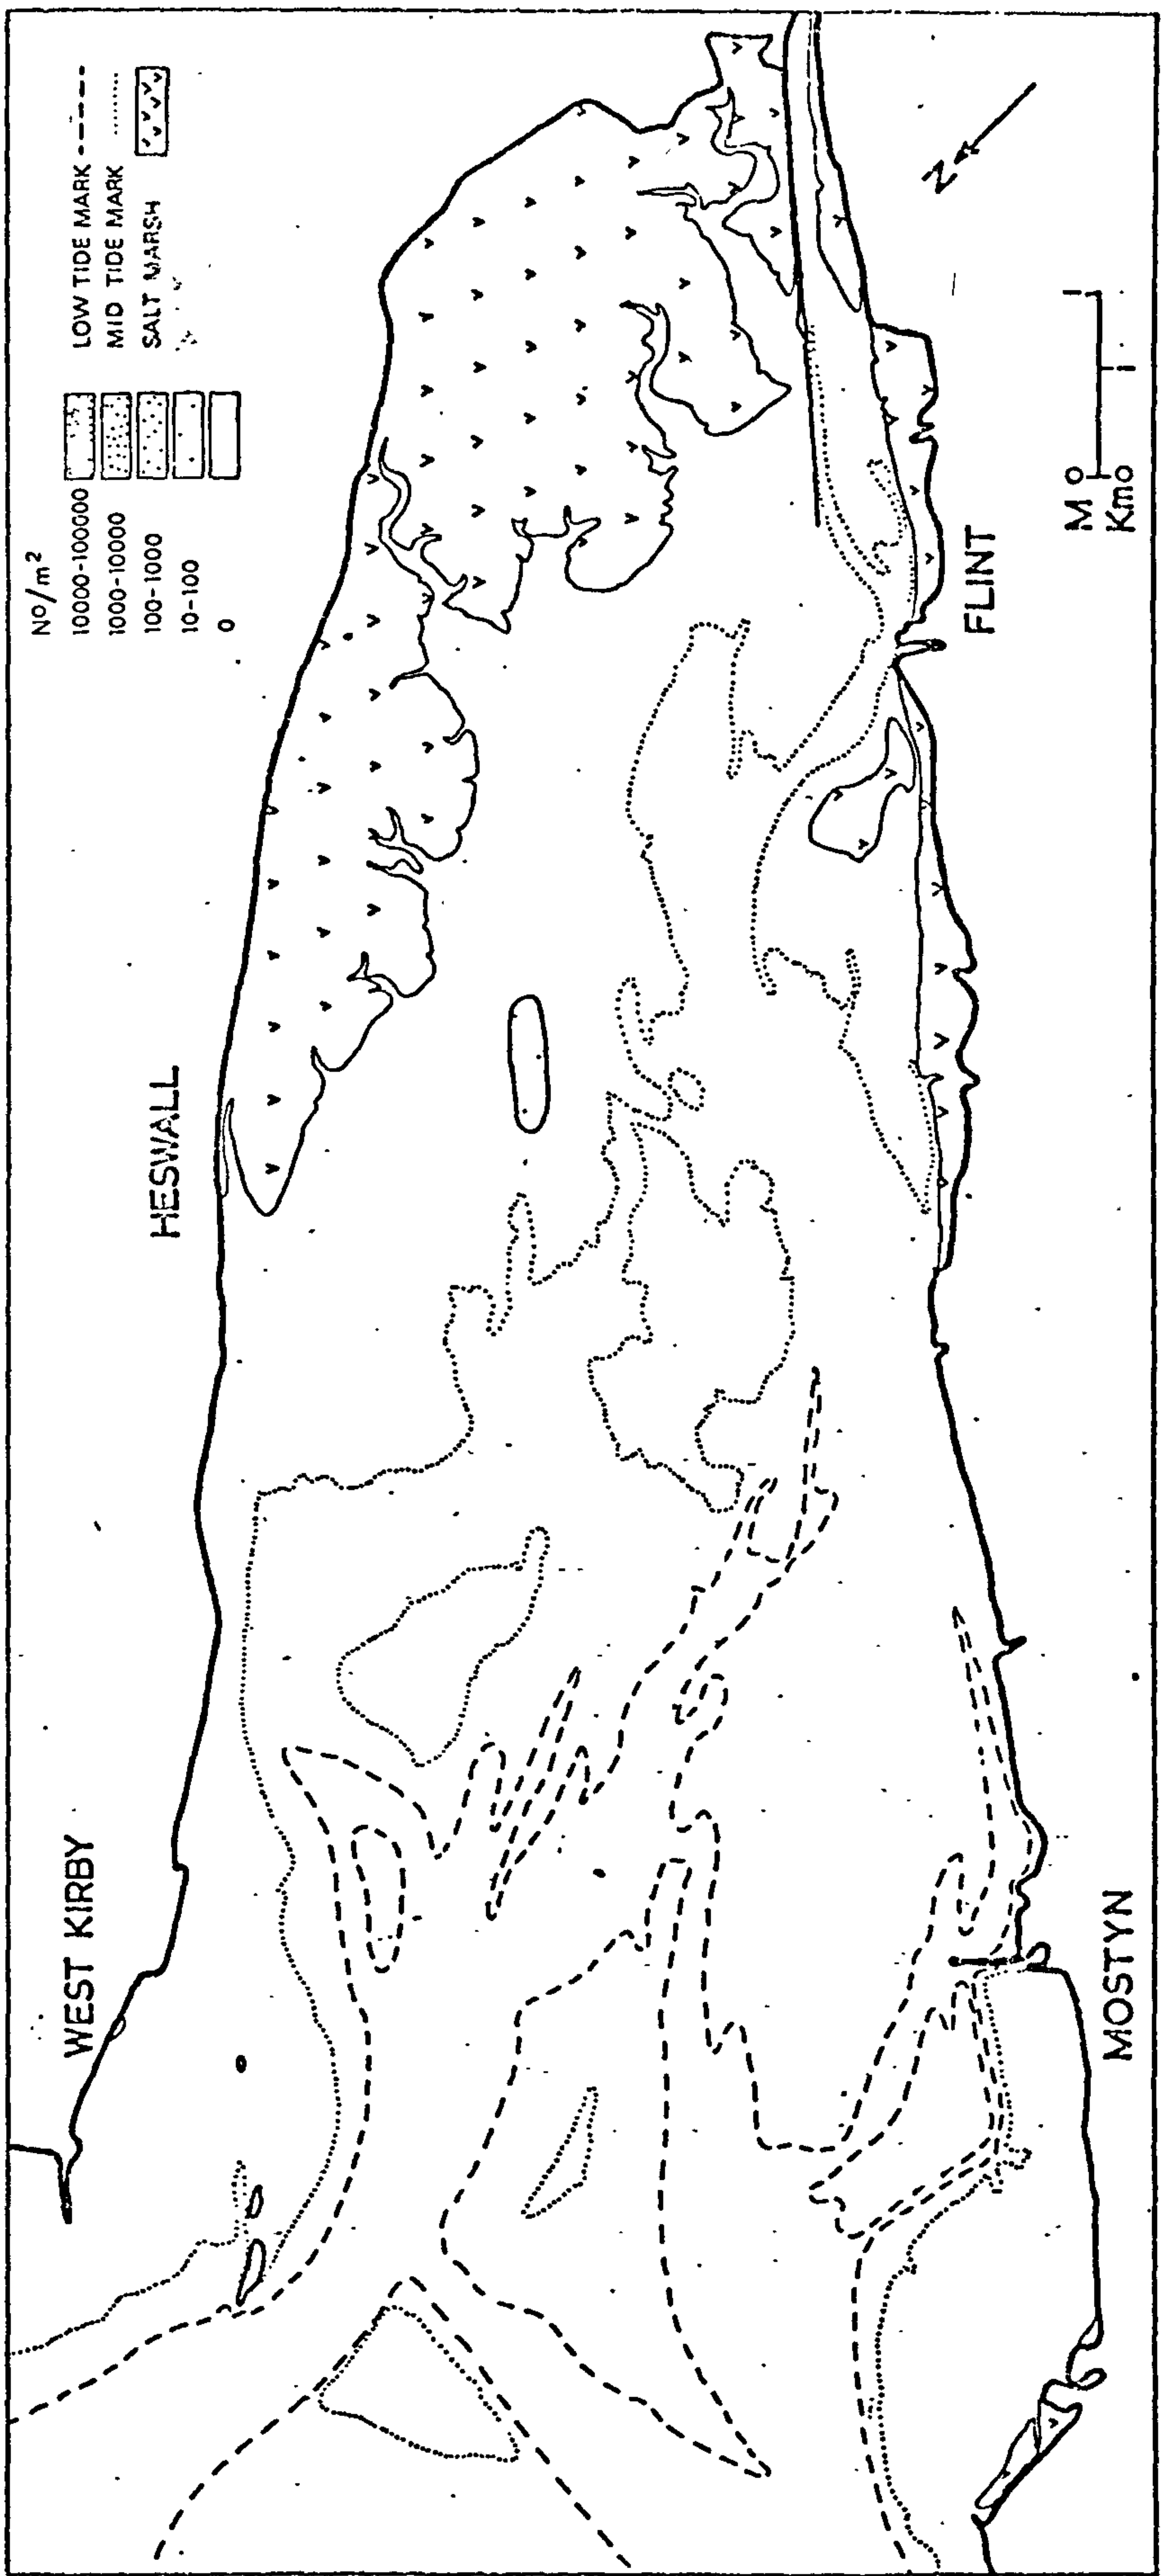 Nº/m²
10000-100000
1000-10000
100-1000
10-100
0
LOW TIDE MARK
MID TIDE MARK
SALT MARSH
WEST KIRBY
HESWALL
FLINT
MOSTYN
N
M 0 1
Km 0 1